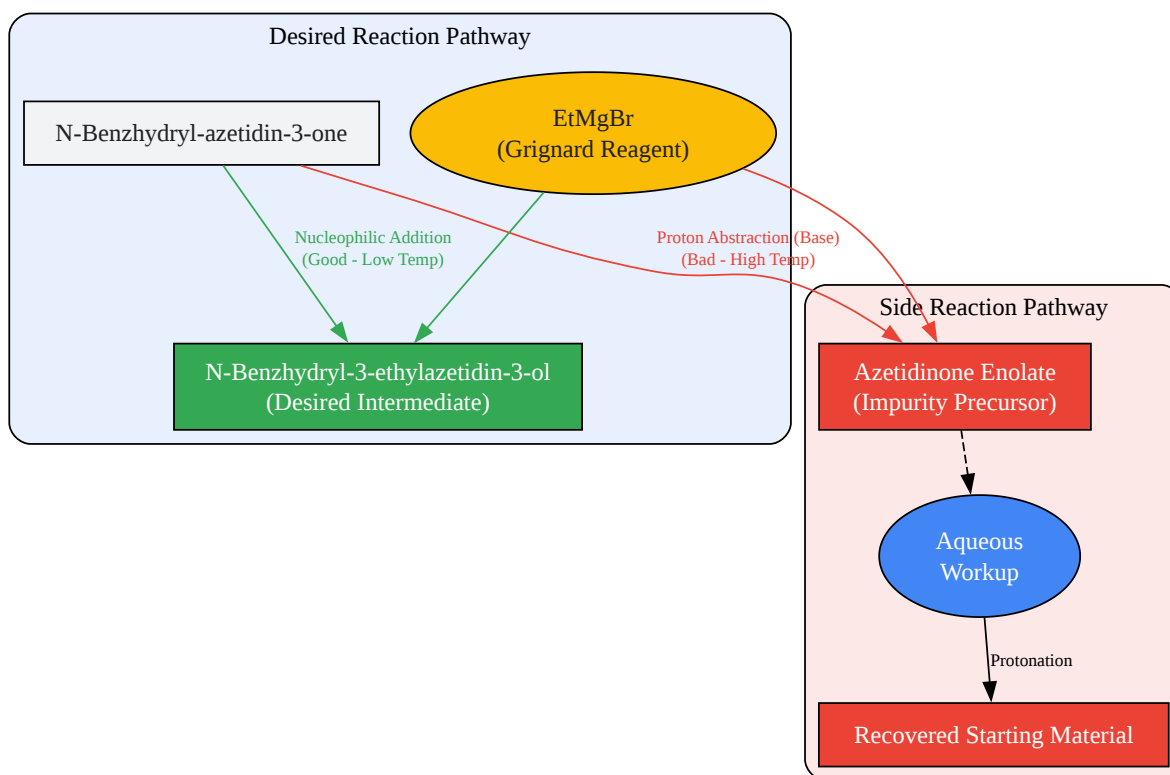 Desired Reaction Pathway
N-Benzhydryl-azetidin-3-one
EtMgBr
(Grignard Reagent)
Nucleophilic Addition
(Good - Low Temp)
Proton Abstraction (Base)
(Bad - High Temp)
N-Benzhydryl-3-ethylazetidin-3-ol
(Desired Intermediate)
Side Reaction Pathway
Azetidinone Enolate
(Impurity Precursor)
Aqueous
Workup
Protonation
Recovered Starting Material